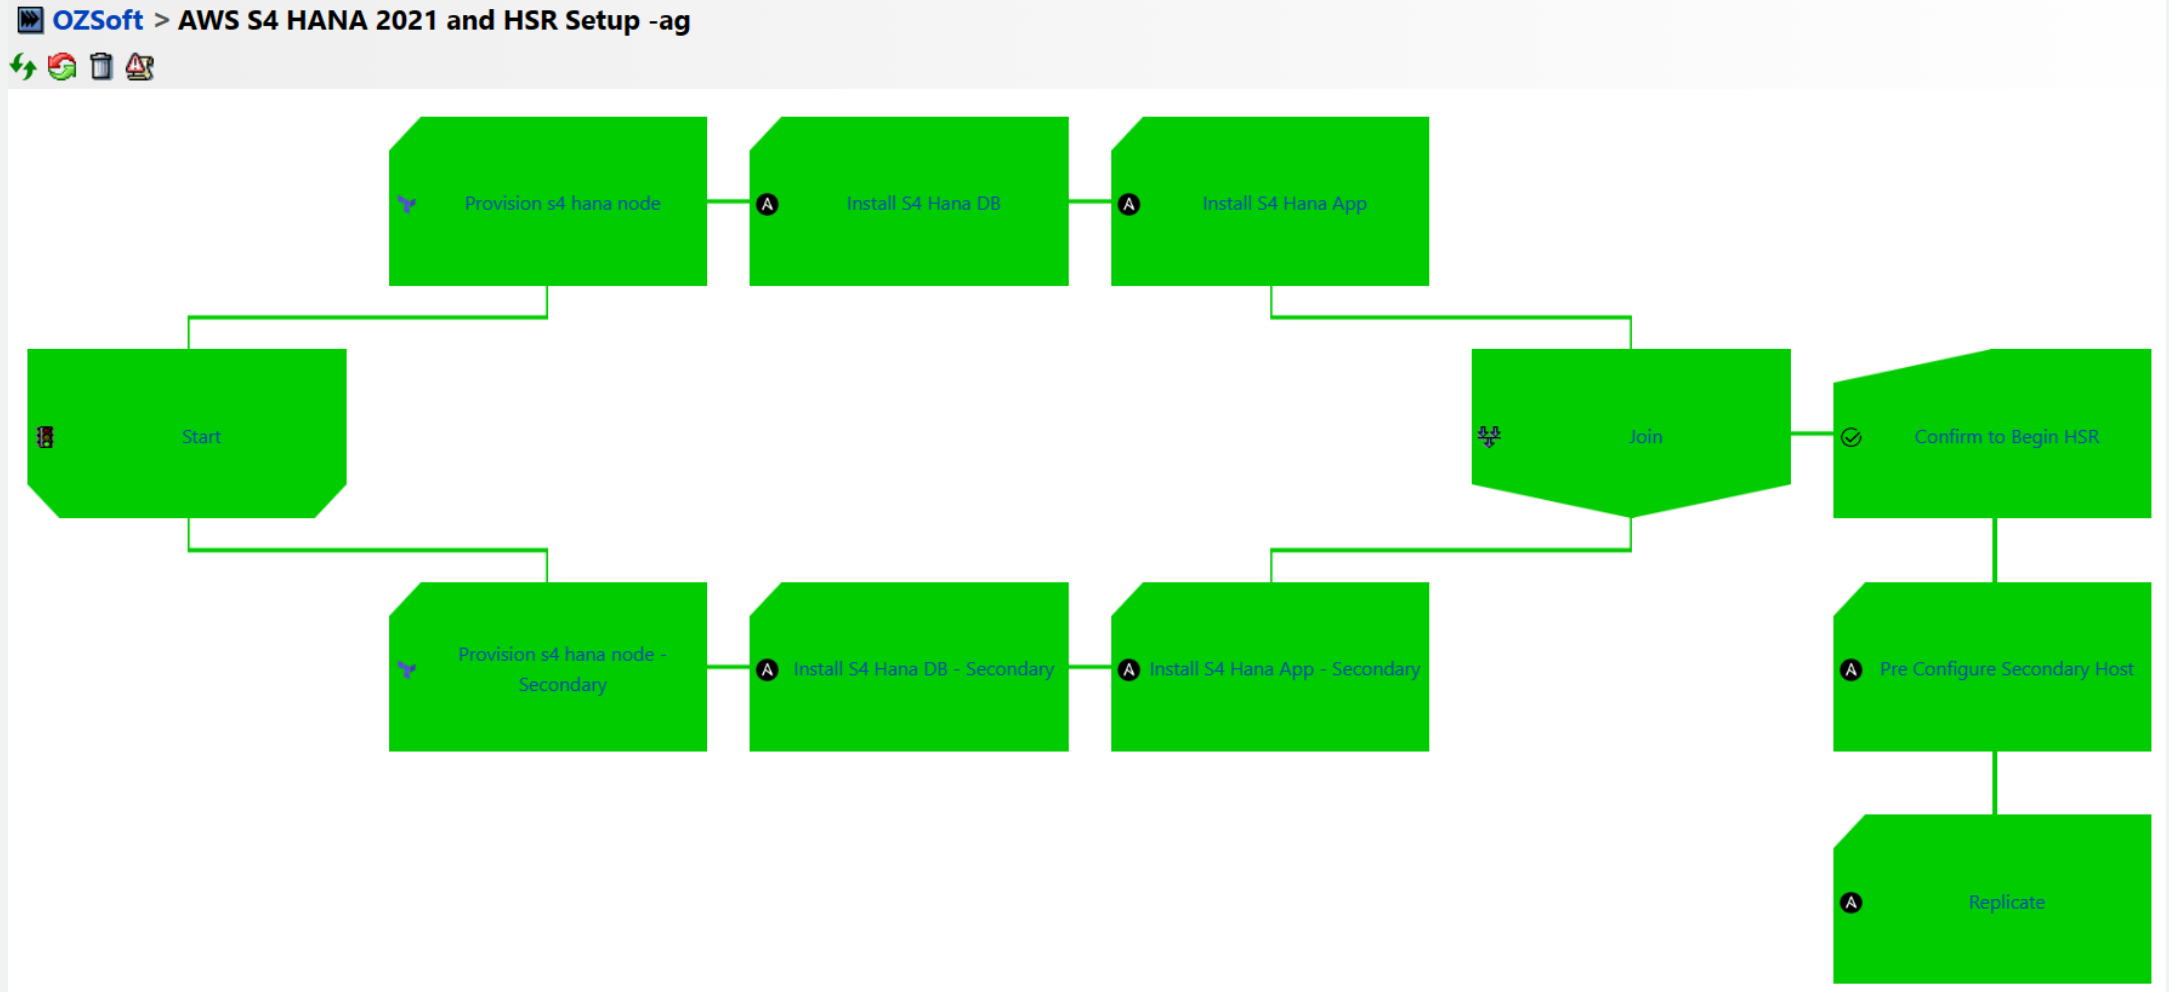 OZSoft > AWS S4 HANA 2021 and HSR Setup -ag
Provision s4 hana node
Install S4 Hana DB
Install S4 Hana App
Start
Join
Confirm to Begin HSR
Provision s4 hana node -
Secondary
Install S4 Hana DB - Secondary
Install S4 Hana App - Secondary
Pre Configure Secondary Host
Replicate